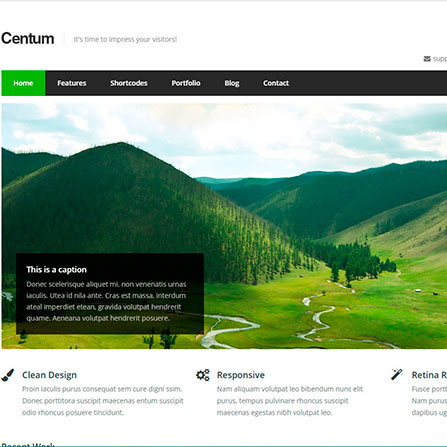 Centum
It's time to impress your visitors!
supp
Home Features Shortcodes Portfolio Blog Contact
This is a caption
Donec scelerisque aliquet mi, non venenatis urnas
iaculis. Utea id nila ante. Cras est massa, interdum
ateal imperdiet etean, gravida volutpat hendrerit
quame. Aeneana volutpat hendrerit posuere.
Clean Design
Proin iaculis purus consequat sem cure digni ssim.
Donec porttitora suscipit maecenas entum suscipit
odio rhoncus posuere tincidunt.
Responsive
Nam aliquam volutpat leo bibendum nunc elit
purus, tempus pulvinare rhoncus suscipit
maecenas egestas nibh volutpat leo.
Retina R
Fusce portt
Nam purus
dapibus dap
Recent Work